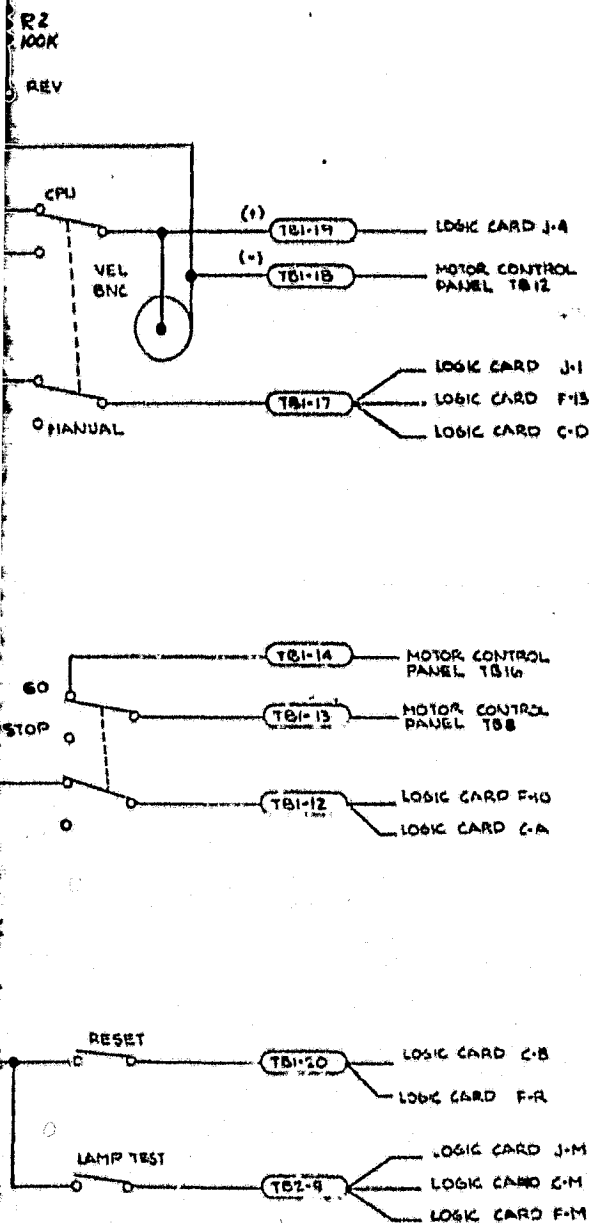 R2
100K
REV
CPU
(+)
TB1-19
LOGIC CARD J-A
VEL
BNC
(-)
TB1-18
MOTOR CONTROL
PANEL TB12
LOGIC CARD J-1
TB1-17
LOGIC CARD F-13
LOGIC CARD C-D
MANUAL
TB1-14
MOTOR CONTROL
PANEL TB16
GO
STOP
TB1-13
MOTOR CONTROL
PANEL TB8
TB1-12
LOGIC CARD F-10
LOGIC CARD C-A
RESET
TB1-20
LOGIC CARD C-B
LOGIC CARD F-R
LAMP TEST
LOGIC CARD J-M
TB2-9
LOGIC CARD C-M
LOGIC CARD F-M